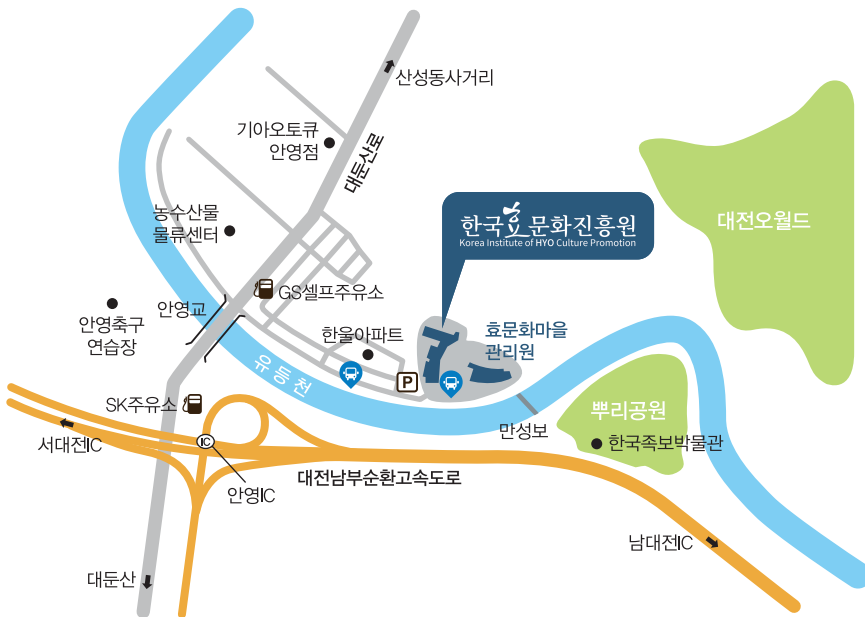 산성동사거리
기아오토큐
안영점
대둔산로
농수산물
물류센터
한국효문화진흥원
Korea Institute of HYO Culture Promotion
대전오월드
GS셀프주유소
안영교
안영축구
연습장
한울아파트
효문화마을
관리원
유등천
P
SK주유소
뿌리공원
만성보
한국족보박물관
서대전IC
IC
안영IC
대전남부순환고속도로
남대전IC
대둔산